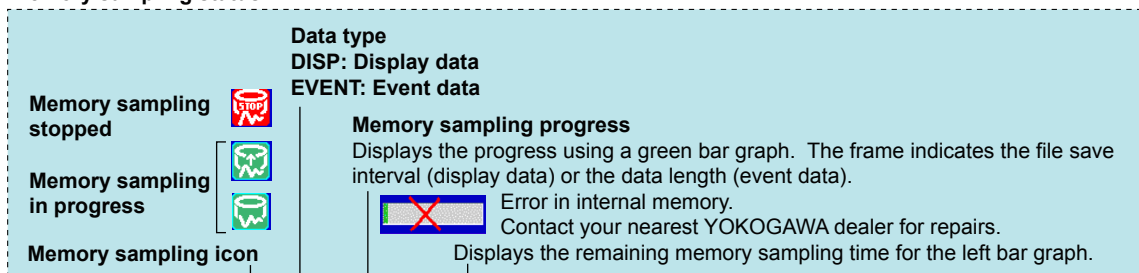 Data type
DISP: Display data
EVENT: Event data
Memory sampling
stopped
STOP
Memory sampling progress
Displays the progress using a green bar graph. The frame indicates the file save
interval (display data) or the data length (event data).
Memory sampling
in progress
Error in internal memory.
Contact your nearest YOKOGAWA dealer for repairs.
Memory sampling icon
Displays the remaining memory sampling time for the left bar graph.